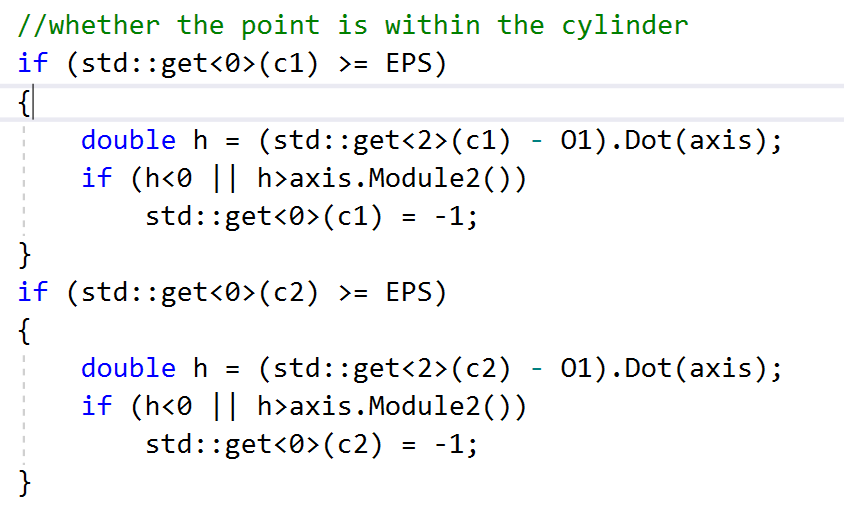 //whether the point is within the cylinder
if (std::get<0>(c1) >= EPS)
{
    double h = (std::get<2>(c1) - O1).Dot(axis);
    if (h<0 || h>axis.Module2())
        std::get<0>(c1) = -1;
}
if (std::get<0>(c2) >= EPS)
{
    double h = (std::get<2>(c2) - O1).Dot(axis);
    if (h<0 || h>axis.Module2())
        std::get<0>(c2) = -1;
}